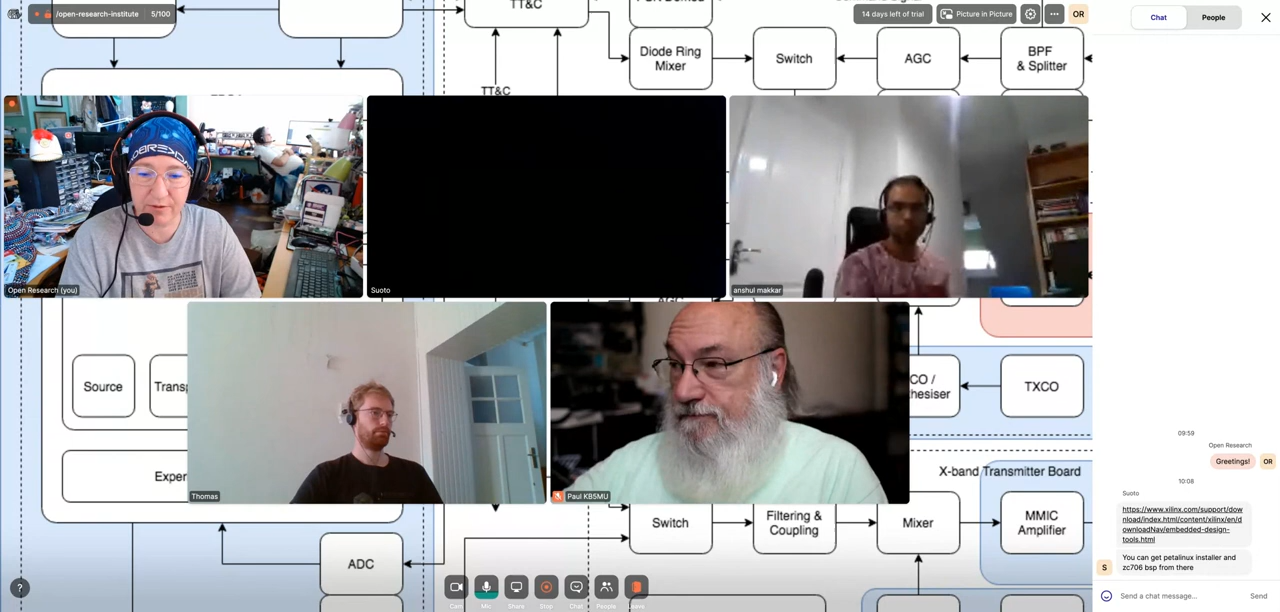 /open-research-institute 5/100
14 days left of trial
Picture in Picture
OR
Chat
People
TT&C
Diode Ring
Mixer
Switch
AGC
BPF
& Splitter
TT&C
Open Research (you)
Suoto
anshul makkar
Source
TXCO
Thomas
Paul KB5MU
X-band Transmitter Board
Switch
Filtering &
Coupling
Mixer
MMIC
Amplifier
ADC
Cam
Mic
Share
Stop
Chat
People
Leave
?
09:59
Open Research
Greetings!
OR
10:08
Suoto
https://www.xilinx.com/support/dow
nload/index.html/content/xilinx/en/d
ownloadNav/embedded-design-
tools.html
You can get petalinux installer and
zc706 bsp from there
S
Send a chat message...
Send